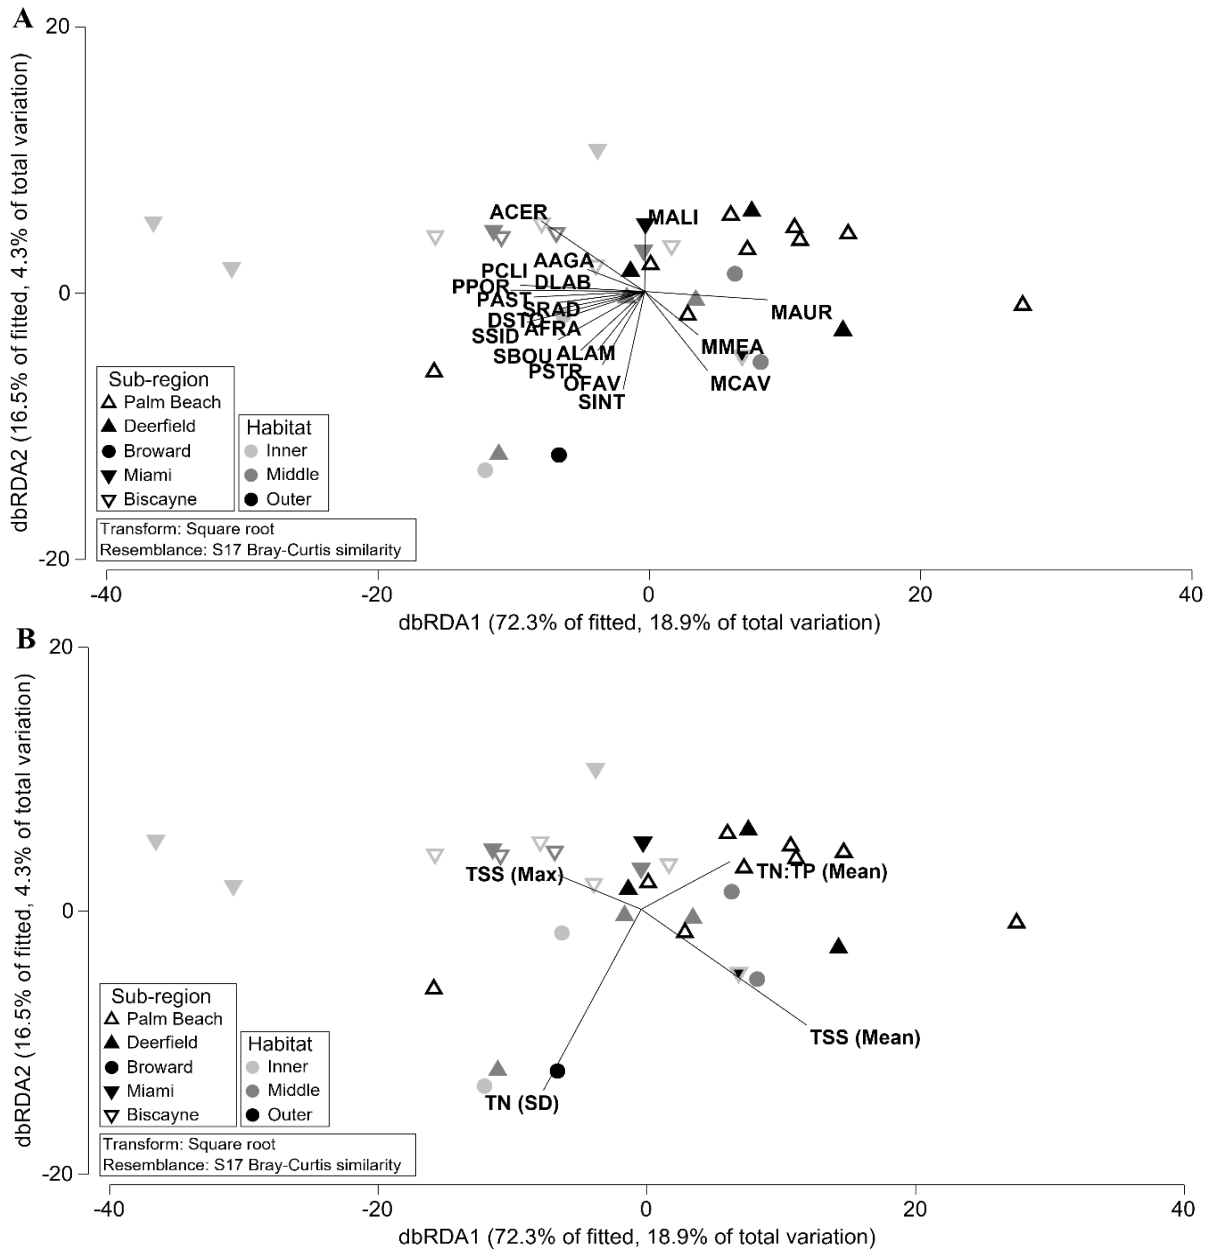 A
20
0
-20
dbRDA2 (16.5% of fitted, 4.3% of total variation)
ACER
MALI
AAGA
PCLI
DLAB
PPOR
PAST
SRAD
MAUR
DSTO
AFRA
SSID
MMEA
SBOU
ALAM
PSTR
OFAV
MCAV
SINT
Sub-region
Palm Beach
Deerfield
Broward
Miami
Biscayne
Habitat
Inner
Middle
Outer
Transform: Square root
Resemblance: S17 Bray-Curtis similarity
-40
-20
0
20
40
dbRDA1 (72.3% of fitted, 18.9% of total variation)
B
20
0
-20
dbRDA2 (16.5% of fitted, 4.3% of total variation)
TSS (Max)
TN:TP (Mean)
TSS (Mean)
TN (SD)
Sub-region
Palm Beach
Deerfield
Broward
Miami
Biscayne
Habitat
Inner
Middle
Outer
Transform: Square root
Resemblance: S17 Bray-Curtis similarity
-40
-20
0
20
40
dbRDA1 (72.3% of fitted, 18.9% of total variation)